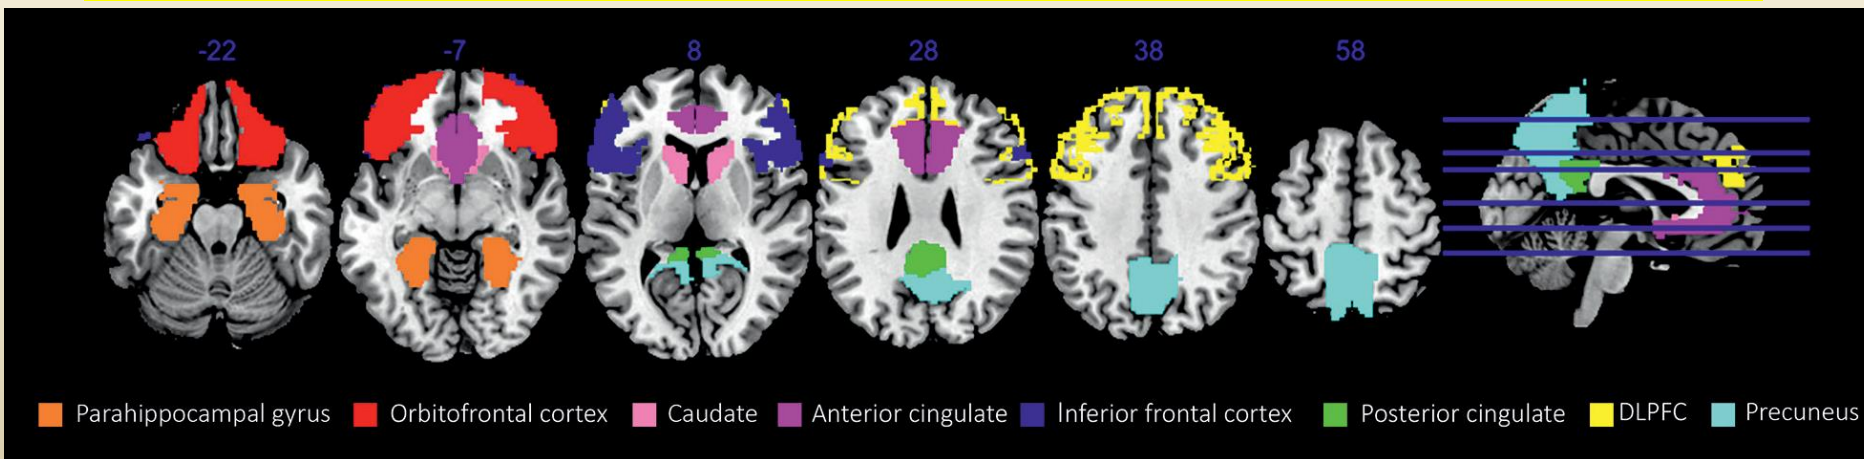 -22 -7 8 28 38 58
Parahippocampal gyrus Orbitofrontal cortex Caudate Anterior cingulate Inferior frontal cortex Posterior cingulate DLPFC Precuneus